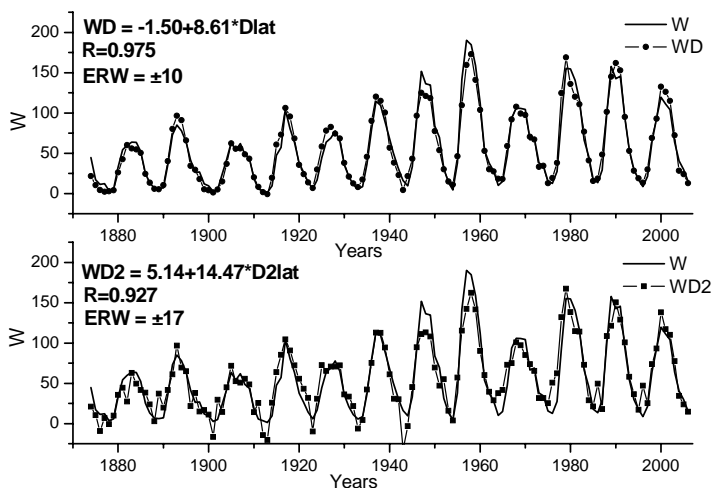 WD = -1.50+8.61*Dlat
R=0.975
ERW = ±10
W
WD
200
150
100
50
0
W
1880 1900 1920 1940 1960 1980 2000
Years
WD2 = 5.14+14.47*D2lat
R=0.927
ERW = ±17
W
WD2
200
150
100
50
0
W
1880 1900 1920 1940 1960 1980 2000
Years